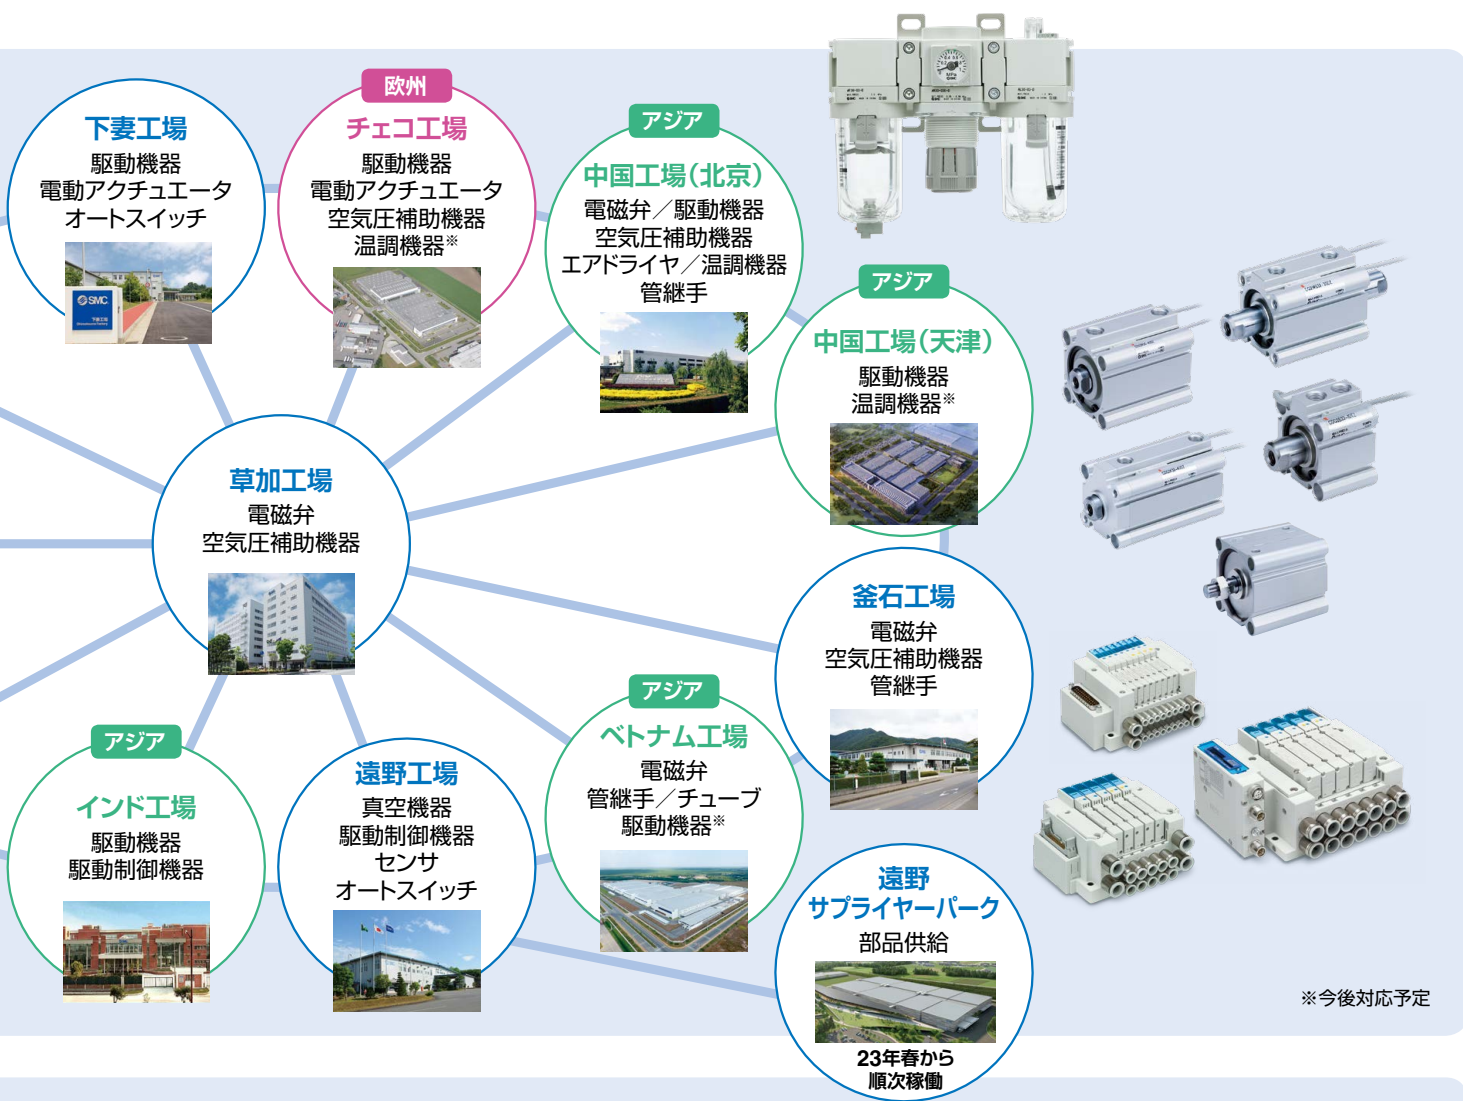 下妻工場
駆動機器
電動アクチュエータ
オートスイッチ
SMC
下妻工場
欧州
チェコ工場
駆動機器
電動アクチュエータ
空気圧補助機器
温調機器※
アジア
中国工場（北京）
電磁弁／駆動機器
空気圧補助機器
エアドライヤ／温調機器
管継手
アジア
中国工場（天津）
駆動機器
温調機器※
草加工場
電磁弁
空気圧補助機器
釜石工場
電磁弁
空気圧補助機器
管継手
アジア
インド工場
駆動機器
駆動制御機器
遠野工場
真空機器
駆動制御機器
センサ
オートスイッチ
アジア
ベトナム工場
電磁弁
管継手／チューブ
駆動機器※
遠野
サプライヤーパーク
部品供給
23年春から
順次稼働
※今後対応予定